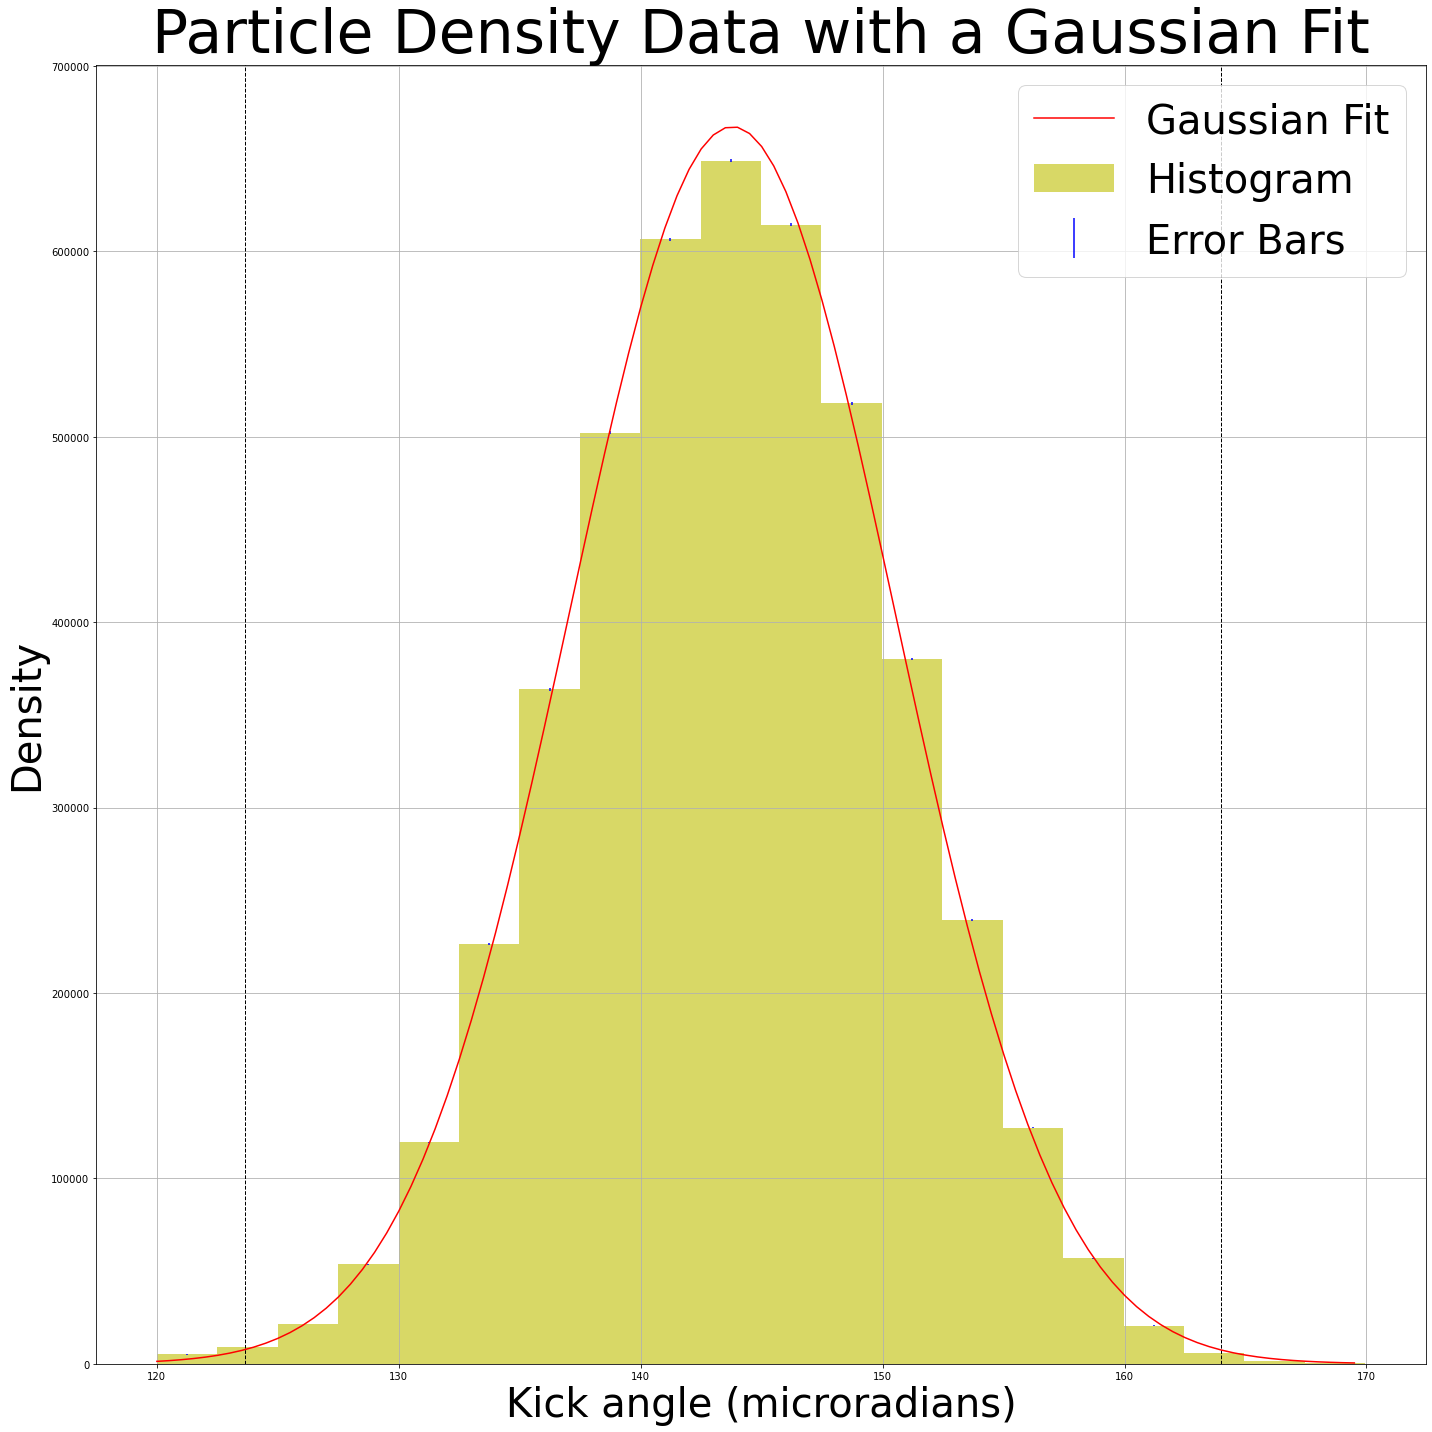 Particle Density Data with a Gaussian Fit
700000
600000
500000
400000
300000
200000
100000
0
Density
Gaussian Fit
Histogram
Error Bars
120 130 140 150 160 170
Kick angle (microradians)